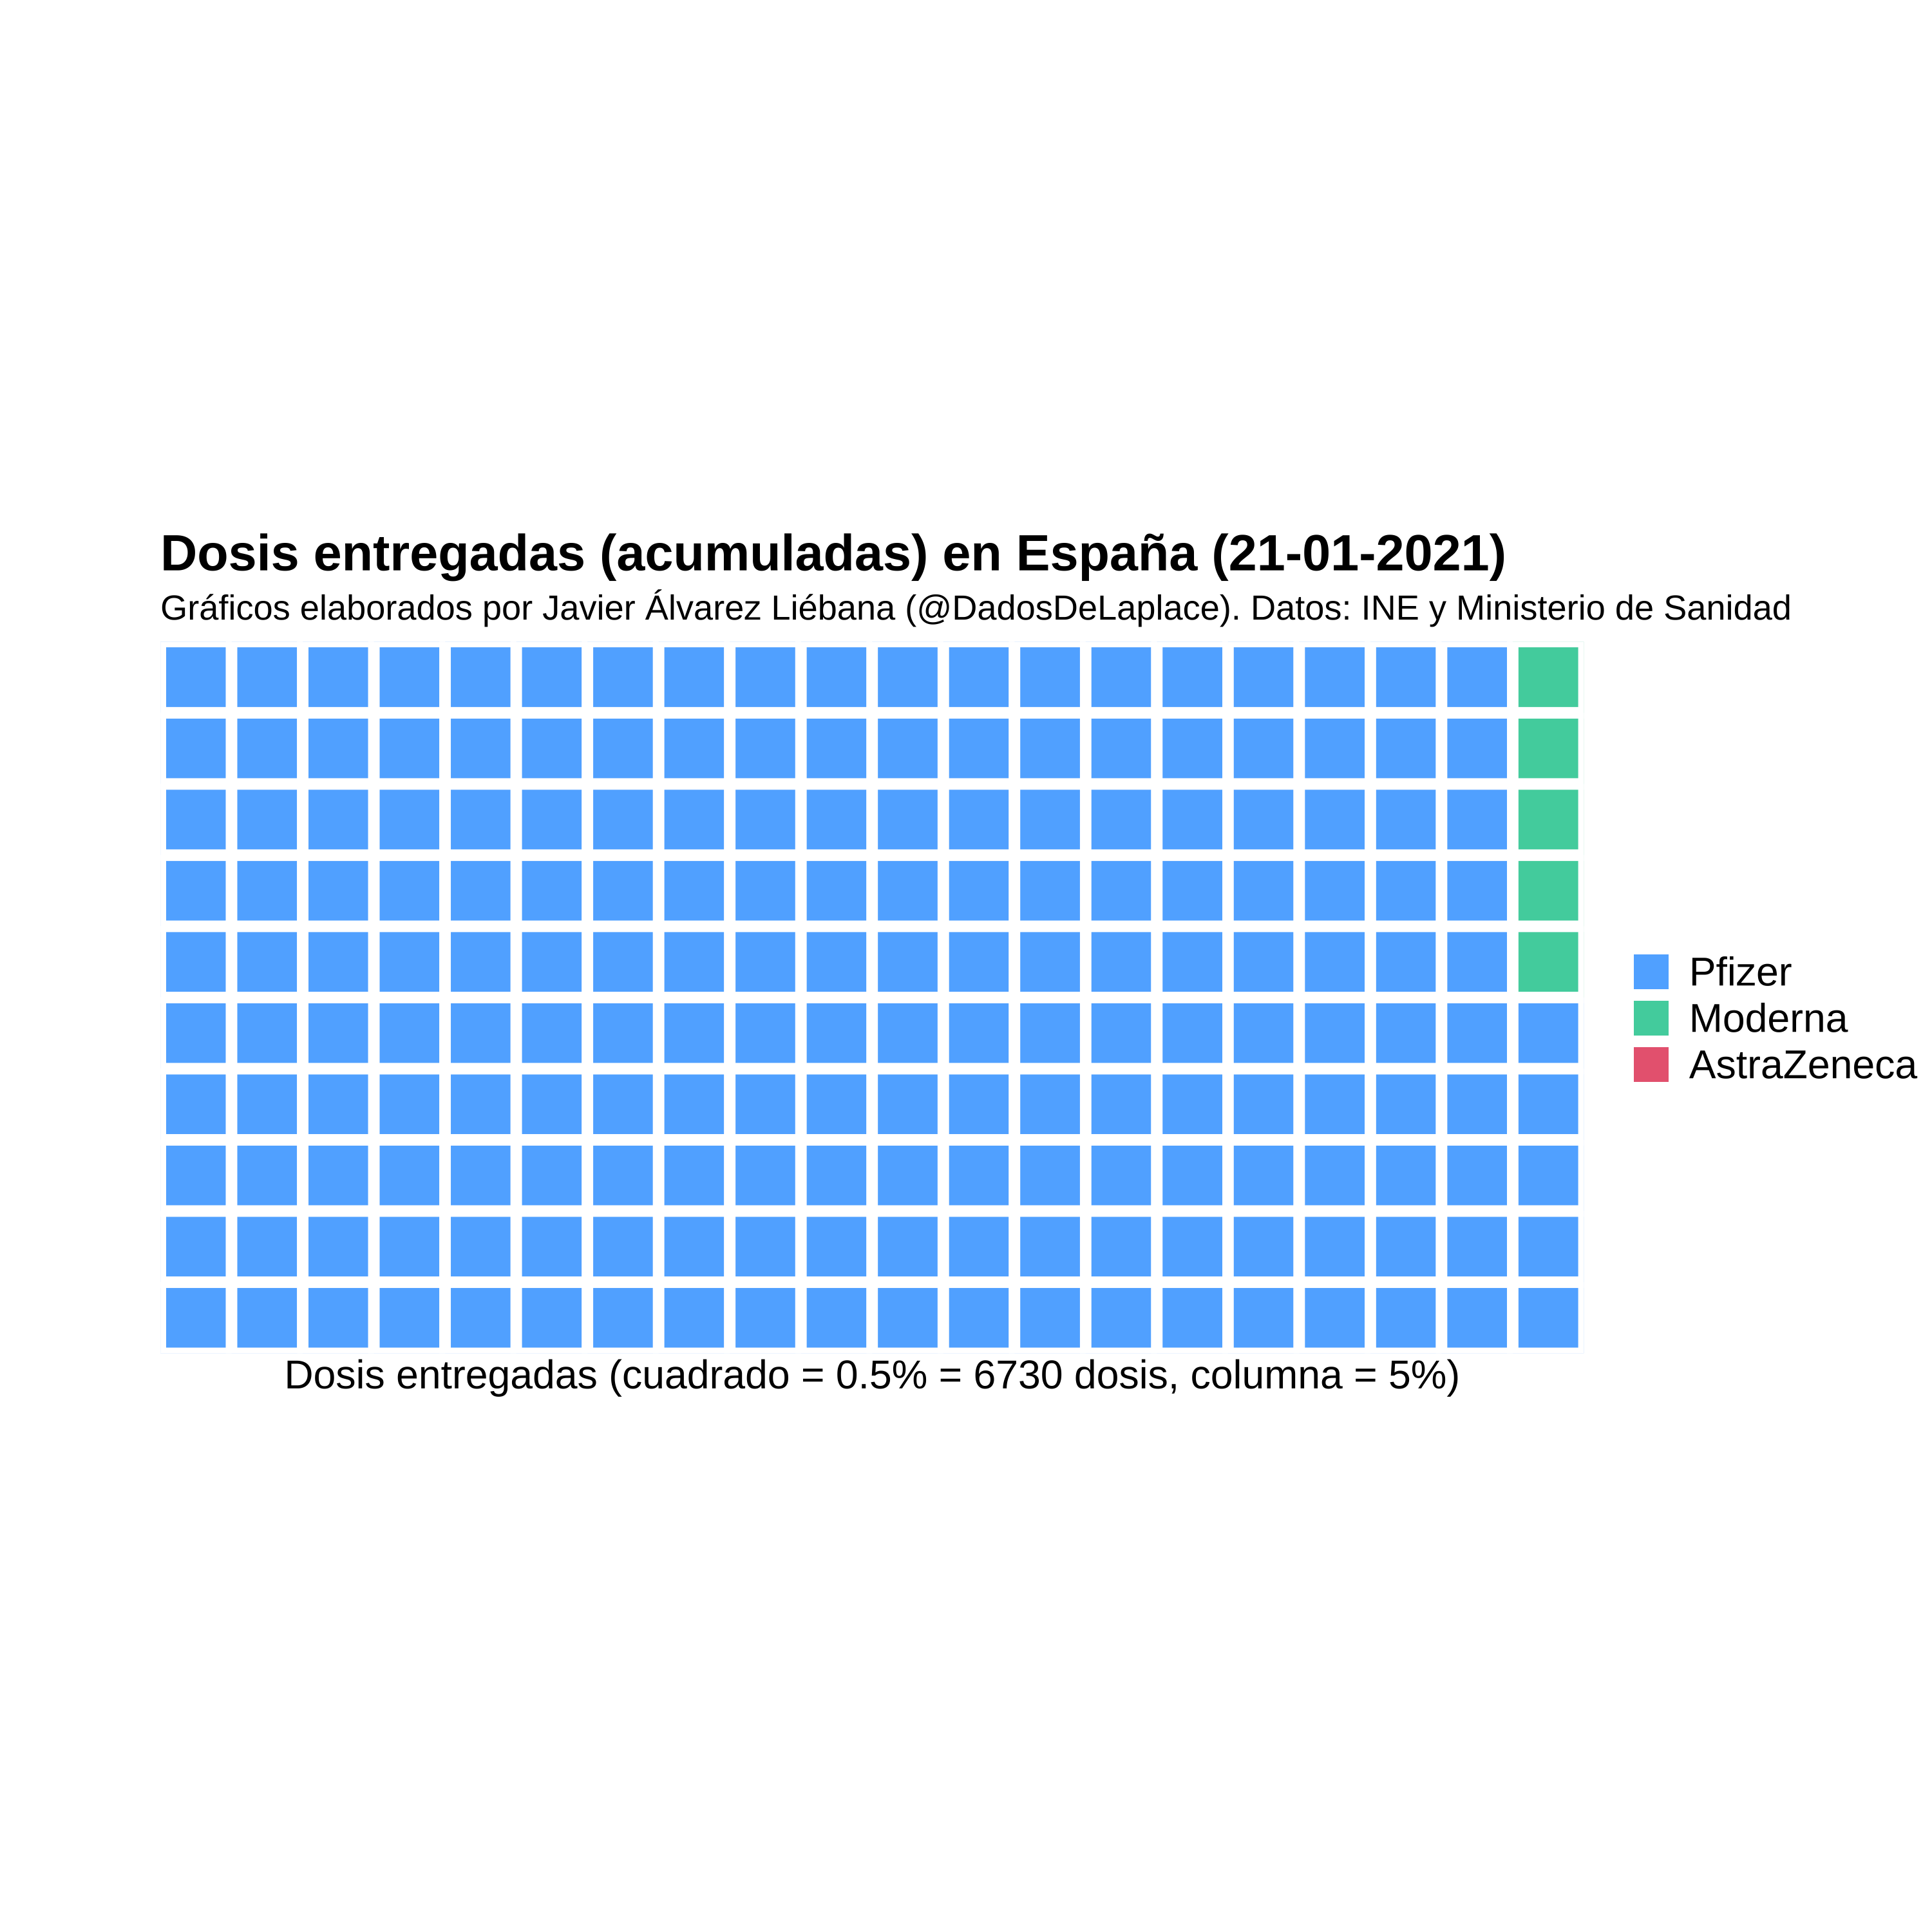 Dosis entregadas (acumuladas) en España (21-01-2021)
Gráficos elaborados por Javier Álvarez Liébana (@DadosDeLaplace). Datos: INE y Ministerio de Sanidad
Pfizer
Moderna
AstraZeneca
Dosis entregadas (cuadrado = 0.5% = 6730 dosis, columna = 5%)